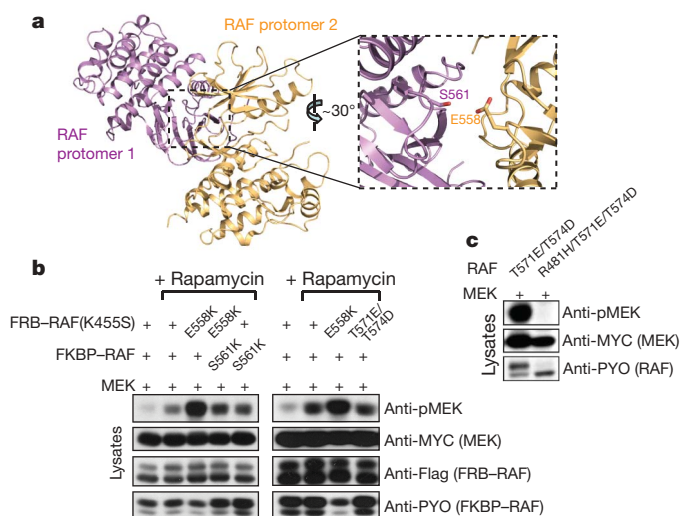 a
RAF protomer 2
RAF
protomer 1
~30°
S561
E558
b
+ Rapamycin
+ Rapamycin
FRB–RAF(K455S) + + E558K E558K + + + E558K T571E/T574D
FKBP–RAF + + + S561K S561K + + + +
MEK + + + + + + + + +
Lysates
Anti-pMEK
Anti-MYC (MEK)
Anti-Flag (FRB–RAF)
Anti-PYO (FKBP–RAF)
c
RAF T571E/T574D R481H/T571E/T574D
MEK + +
Lysates
Anti-pMEK
Anti-MYC (MEK)
Anti-PYO (RAF)